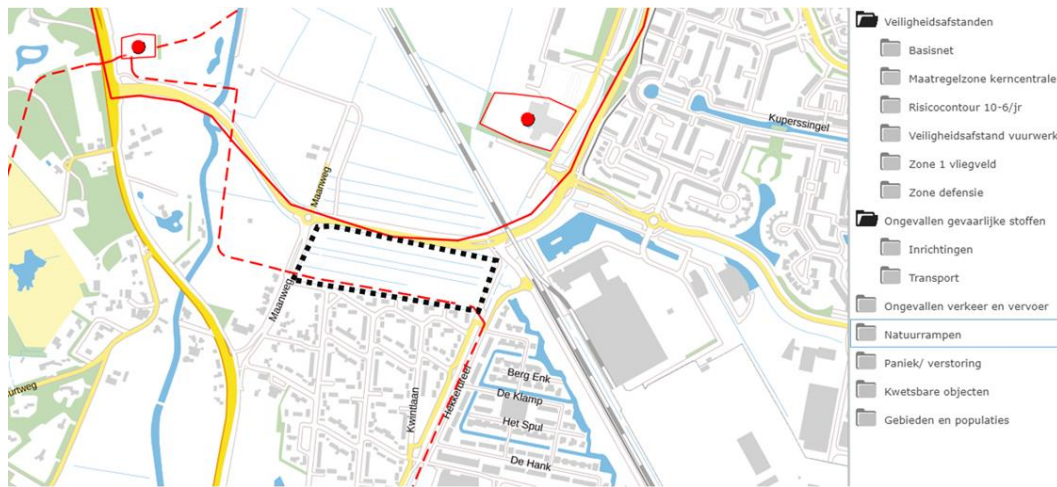 Veiligheidsafstanden
Basisnet
Maatregelzone kerncentrale
Risicocontour 10-6/jr
Veiligheidsafstand vuurwerk
Zone 1 vliegveld
Zone defensie
Ongevallen gevaarlijke stoffen
Inrichtingen
Transport
Ongevallen verkeer en vervoer
Natuurrampen
Paniek/ verstoring
Kwetsbare objecten
Gebieden en populaties
Kuperssingel
Maanweg
Maanweg
Berg Enk
De Klamp
Het Spul
De Hank
Kwintlaan